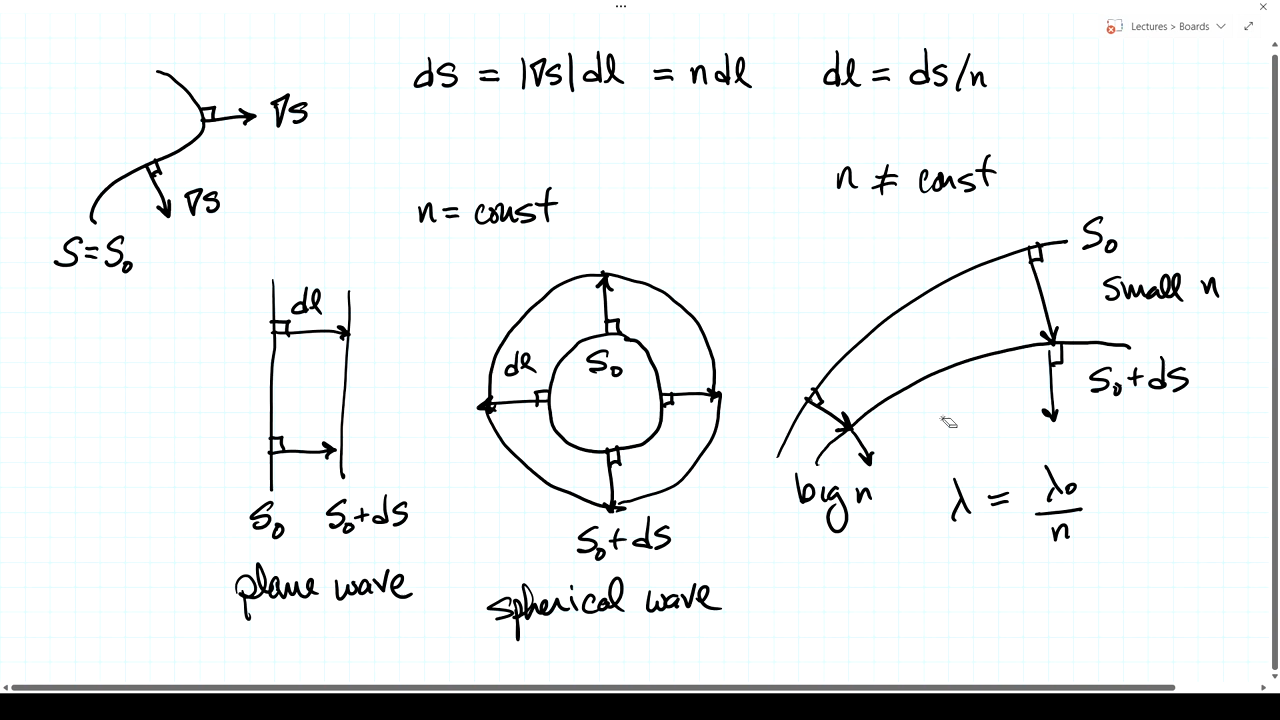 Lectures > Boards
dS = |∇S| dl = n dl
dl = dS/n
∇S
∇S
S = S₀
n = const
n ≠ const
dl
S₀
S₀+dS
plane wave
dl
S₀
S₀+dS
spherical wave
S₀
small n
S₀+dS
big n
λ = λ₀/n